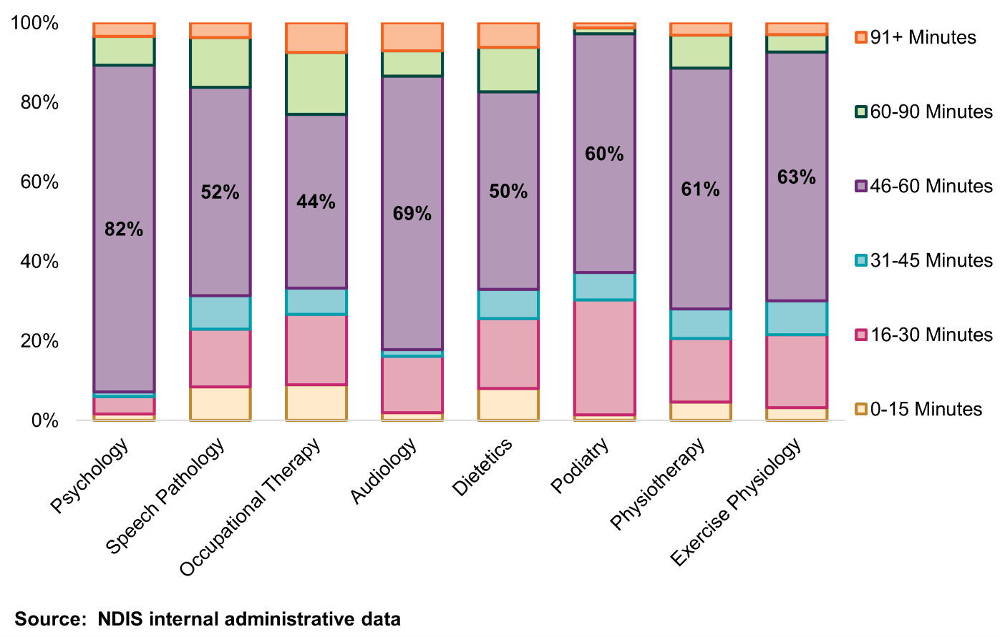 100%
80%
60%
40%
20%
0%
82%
52%
44%
69%
50%
60%
61%
63%
Psychology
Speech Pathology
Occupational Therapy
Audiology
Dietetics
Podiatry
Physiotherapy
Exercise Physiology
91+ Minutes
60-90 Minutes
46-60 Minutes
31-45 Minutes
16-30 Minutes
0-15 Minutes
Source: NDIS internal administrative data